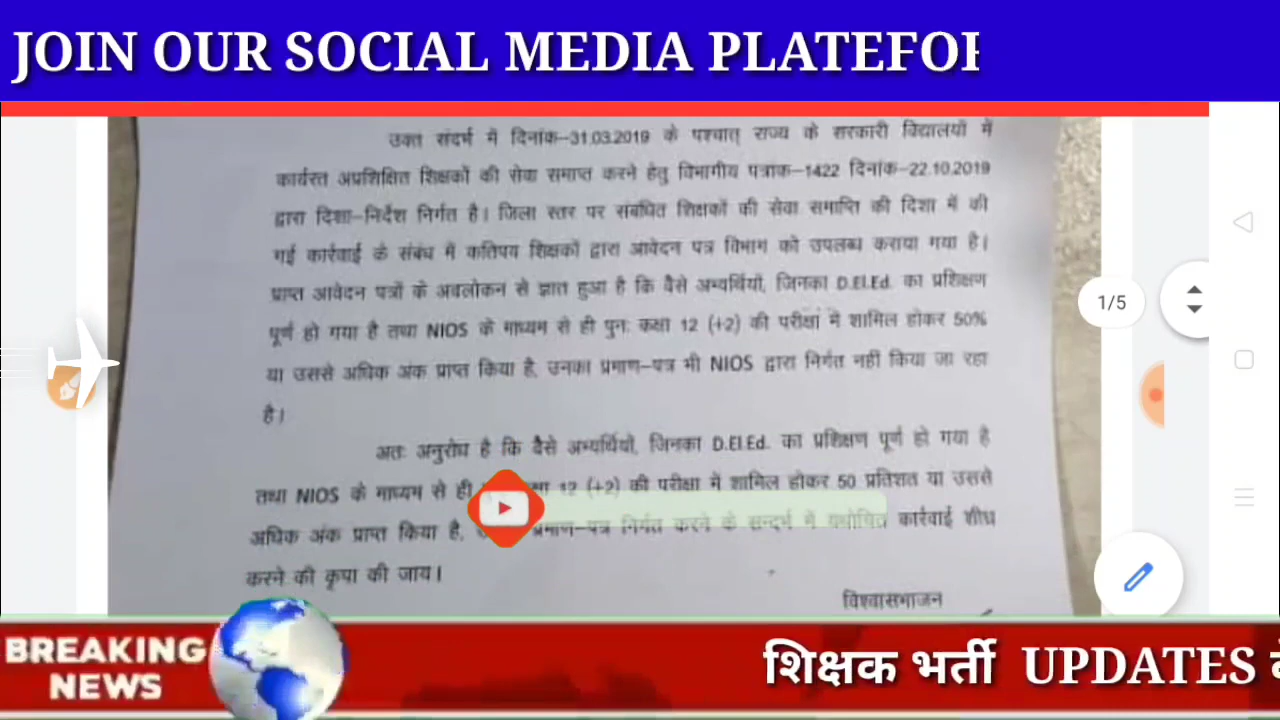 JOIN OUR SOCIAL MEDIA PLATEFO
उक्त संदर्भ में दिनांक–31.03.2019 के पश्चात् राज्य के सरकारी विद्यालयों में
कार्यरत अप्रशिक्षित शिक्षकों की सेवा समाप्त करने हेतु विभागीय पत्रांक–1422 दिनांक–22.10.2019
द्वारा दिशा–निर्देश निर्गत है। जिला स्तर पर संबंधित शिक्षकों की सेवा समाप्ति की दिशा में की
गई कार्रवाई के संबंध में कतिपय शिक्षकों द्वारा आवेदन पत्र विभाग को उपलब्ध कराया गया है।
प्राप्त आवेदन पत्रों के अवलोकन से ज्ञात हुआ है कि वैसे अभ्यर्थियों, जिनका D.El.Ed. का प्रशिक्षण
पूर्ण हो गया है तथा NIOS के माध्यम से ही पुनः कक्षा 12 (+2) की परीक्षा में शामिल होकर 50%
या उससे अधिक अंक प्राप्त किया है, उनका प्रमाण–पत्र भी NIOS द्वारा निर्गत नहीं किया जा रहा
है।
1/5
अतः अनुरोध है कि वैसे अभ्यर्थियों, जिनका D.El.Ed. का प्रशिक्षण पूर्ण हो गया है
तथा NIOS के माध्यम से ही 12 (+2) की परीक्षा में शामिल होकर 50 प्रतिशत या उससे
अधिक अंक प्राप्त किया है, प्रमाण–पत्र निर्गत करने के सन्दर्भ में यथोचित कार्रवाई शीघ्र
करने की कृपा की जाय।
विश्वासभाजन
BREAKING
NEWS
शिक्षक भर्ती UPDATES